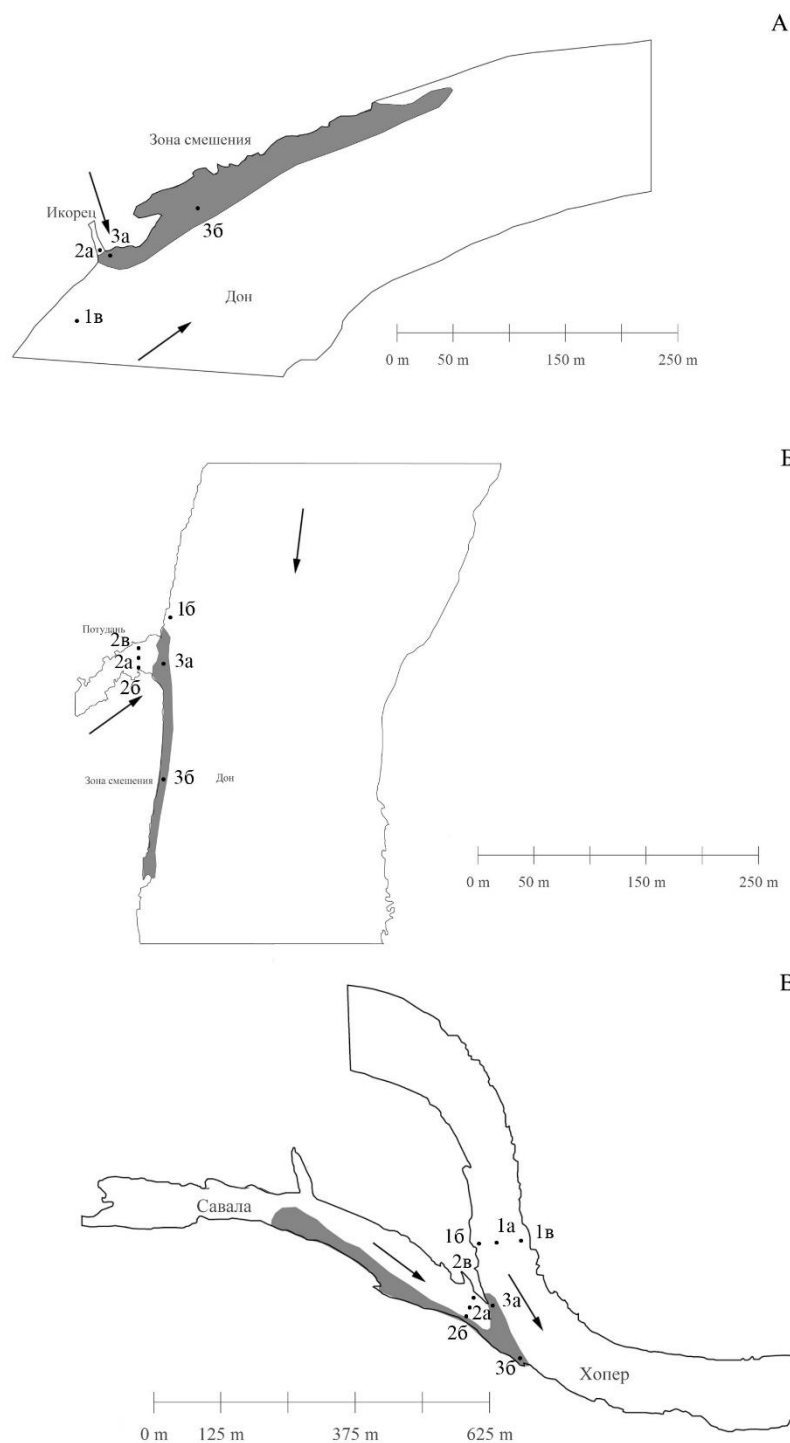 А
Зона смешения
Икорец
3а
2а
3б
Дон
1в
0 m 50 m 150 m 250 m
Б
1б
Потудань
2в
2а
3а
2б
Зона смешения
3б
Дон
0 m 50 m 150 m 250 m
В
Савала
1б
1а
1в
2в
2а
3а
2б
3б
Хопер
0 m 125 m 375 m 625 m